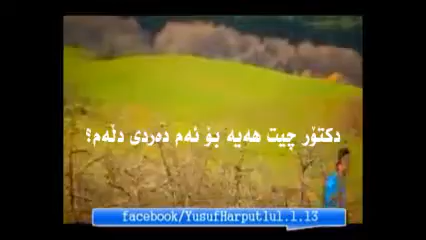 دکتۆر چیت هەیە بۆ ئەم دەردی دڵەم؟
facebook/YusufHarputlu1.1.13